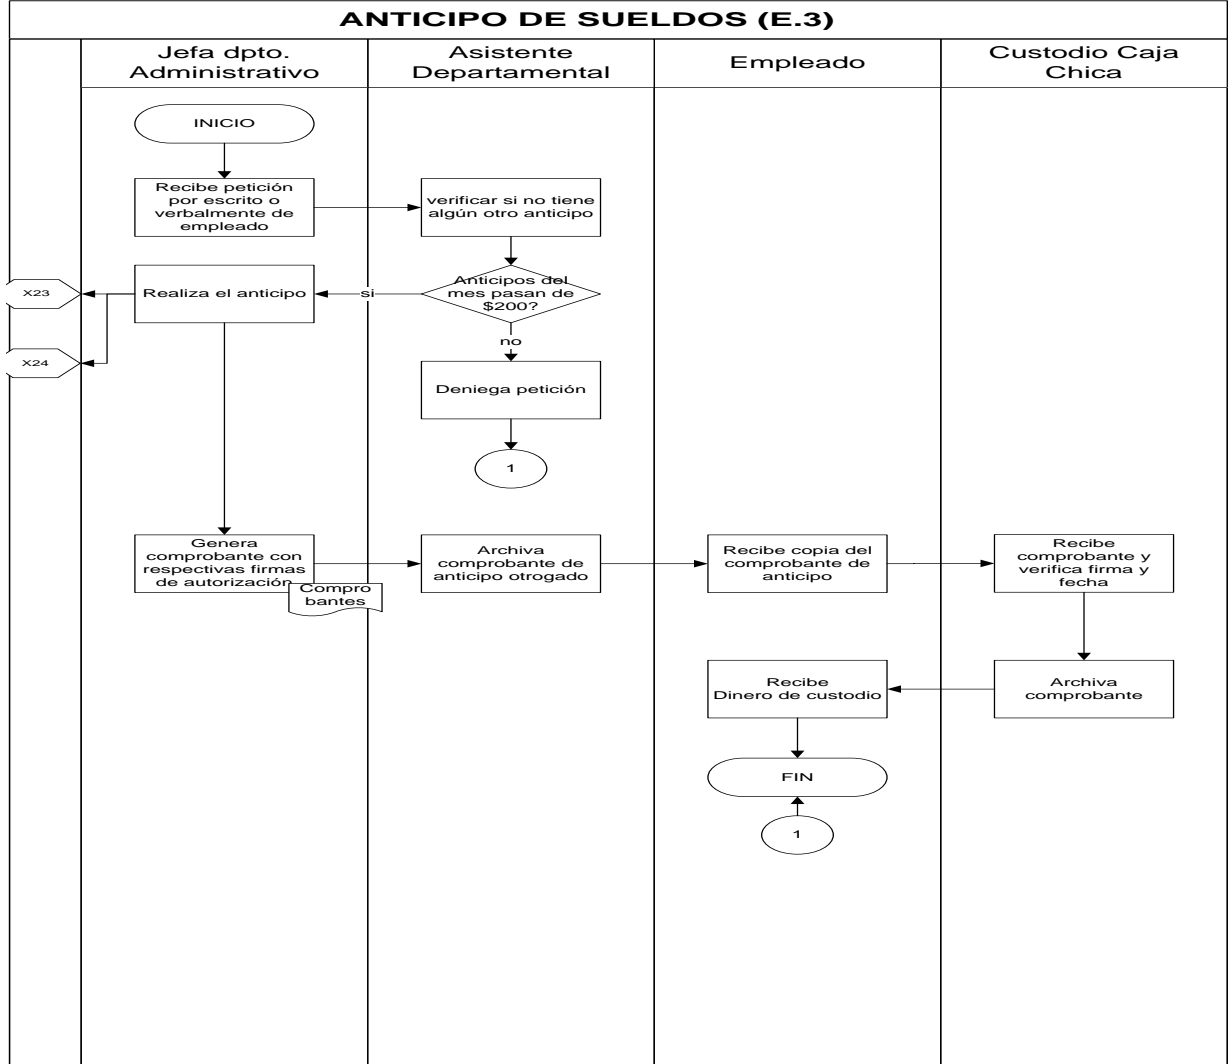 ANTICIPO DE SUELDOS (E.3)
Jefa dpto.
Administrativo
Asistente
Departamental
Empleado
Custodio Caja
Chica
INICIO
Recibe petición
por escrito o
verbalmente de
empleado
verificar si no tiene
algún otro anticipo
X23
Realiza el anticipo
si
Anticipos del
mes pasan de
$200?
no
X24
Deniega petición
1
Genera
comprobante con
respectivas firmas
de autorización
Compro
bantes
Archiva
comprobante de
anticipo otrogado
Recibe copia del
comprobante de
anticipo
Recibe
comprobante y
verifica firma y
fecha
Recibe
Dinero de custodio
Archiva
comprobante
FIN
1